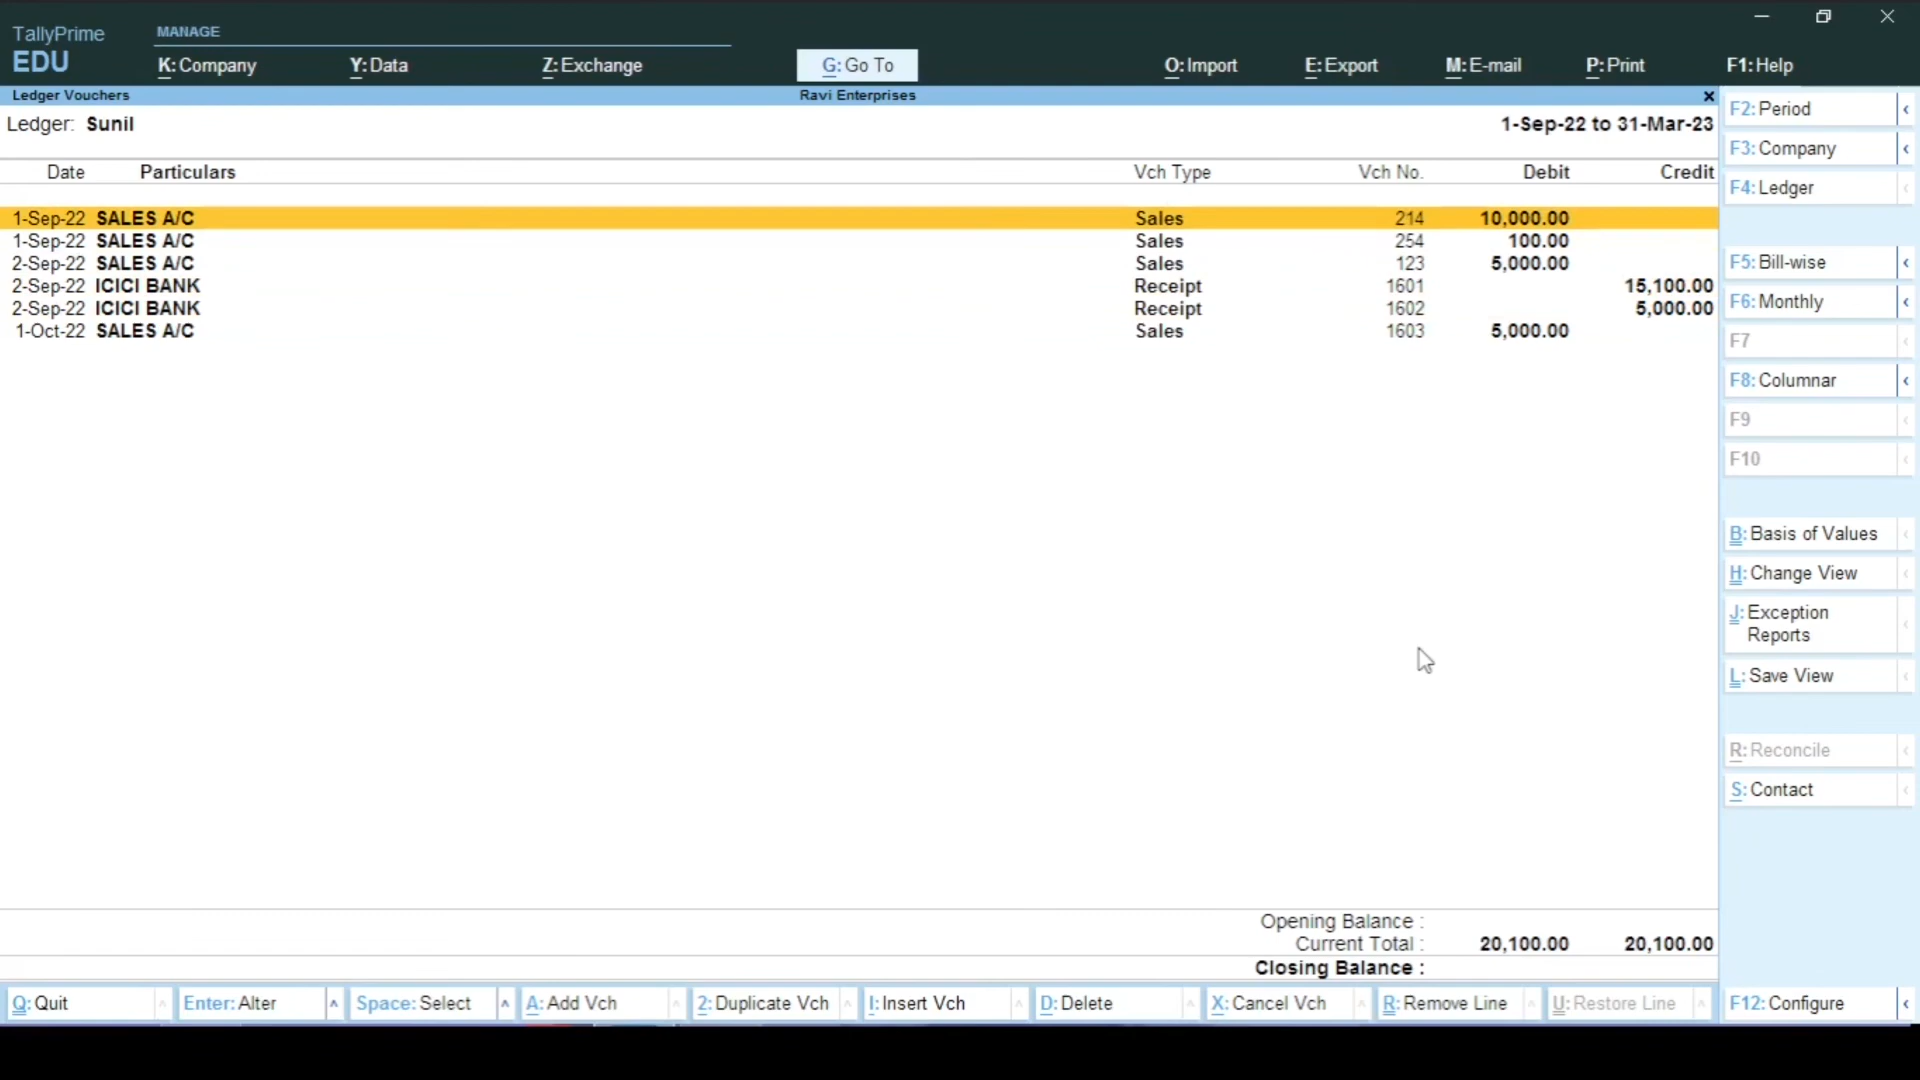 TallyPrime
EDU
MANAGE
K: Company
Y: Data
Z: Exchange
G: Go To
O: Import
E: Export
M: E-mail
P: Print
F1: Help
Ledger Vouchers Ravi Enterprises
Ledger: Sunil 1-Sep-22 to 31-Mar-23
Date Particulars Vch Type Vch No. Debit Credit
1-Sep-22 SALES A/C Sales 214 10,000.00
1-Sep-22 SALES A/C Sales 254 100.00
2-Sep-22 SALES A/C Sales 123 5,000.00
2-Sep-22 ICICI BANK Receipt 1601 15,100.00
2-Sep-22 ICICI BANK Receipt 1602 5,000.00
1-Oct-22 SALES A/C Sales 1603 5,000.00
Opening Balance :
Current Total : 20,100.00 20,100.00
Closing Balance :
F2: Period
F3: Company
F4: Ledger
F5: Bill-wise
F6: Monthly
F7
F8: Columnar
F9
F10
B: Basis of Values
H: Change View
J: Exception
Reports
L: Save View
R: Reconcile
S: Contact
F12: Configure
Q: Quit
Enter: Alter
Space: Select
A: Add Vch
2: Duplicate Vch
I: Insert Vch
D: Delete
X: Cancel Vch
R: Remove Line
U: Restore Line